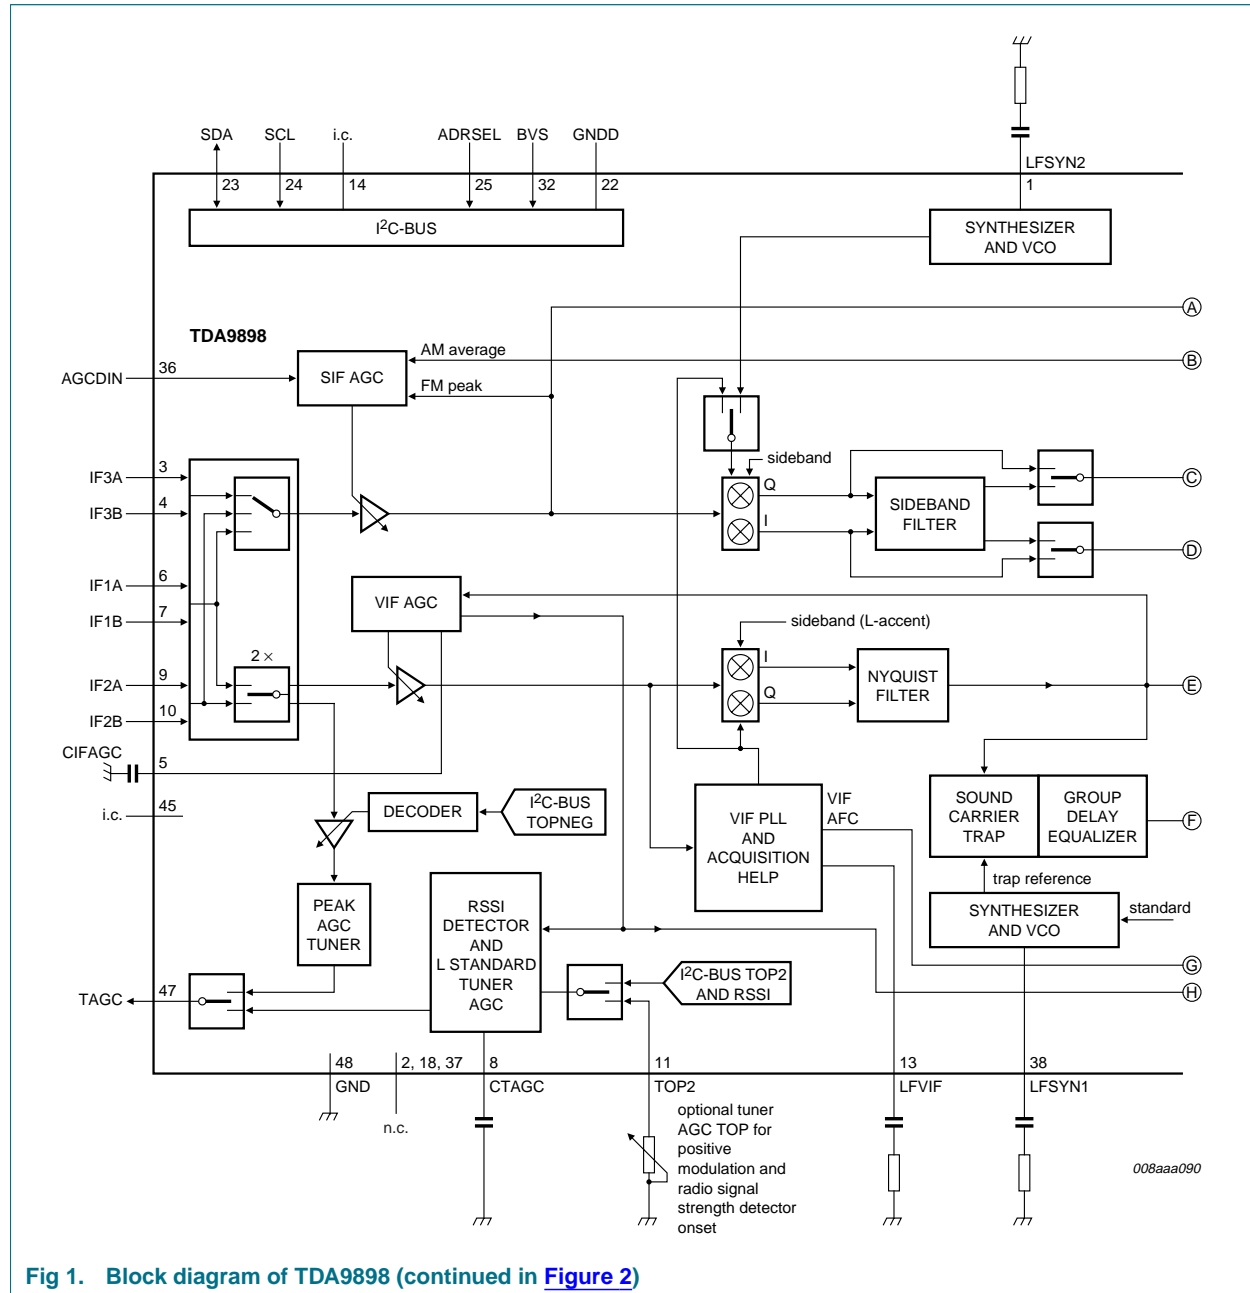 SDA SCL i.c. ADRSEL BVS GNDD
LFSYN2
23 24 14 25 32 22 1
I2C-BUS
SYNTHESIZER
AND VCO
A
TDA9898
AM average
B
AGCDIN 36
SIF AGC
FM peak
sideband
IF3A 3
Q
C
IF3B 4
SIDEBAND
FILTER
I
D
IF1A 6
VIF AGC
IF1B 7
sideband (L-accent)
2 ×
I
IF2A 9
NYQUIST
FILTER
E
Q
IF2B 10
CIFAGC
5
i.c. 45
DECODER
I2C-BUS
TOPNEG
VIF PLL
AND
ACQUISITION
HELP
VIF
AFC
SOUND
CARRIER
TRAP
GROUP
DELAY
EQUALIZER
F
trap reference
PEAK
AGC
TUNER
RSSI
DETECTOR
AND
L STANDARD
TUNER
AGC
SYNTHESIZER
AND VCO
standard
G
I2C-BUS TOP2
AND RSSI
TAGC 47
H
48 2, 18, 37 8 11 13 38
GND CTAGC TOP2 LFVIF LFSYN1
n.c.
optional tuner
AGC TOP for
positive
modulation and
radio signal
strength detector
onset
008aaa090
Fig 1. Block diagram of TDA9898 (continued in Figure 2)